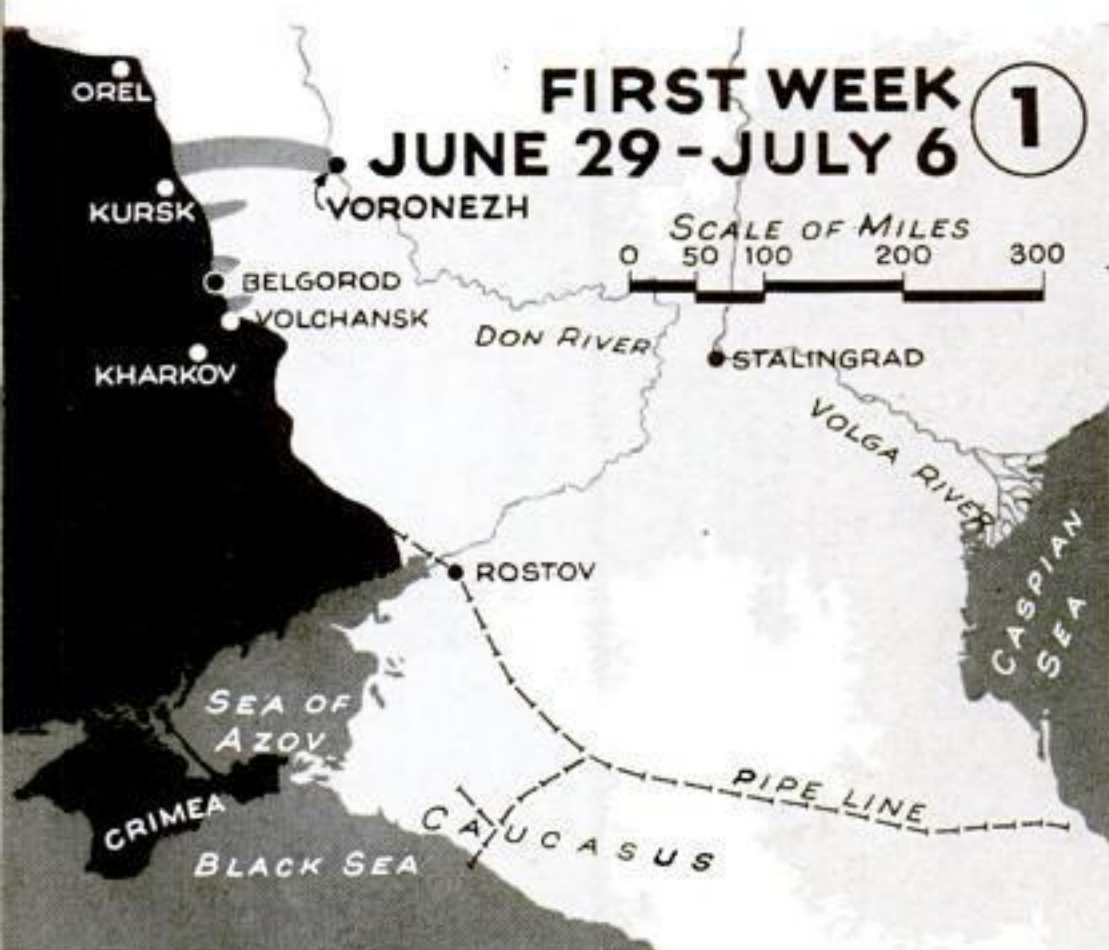 OREL
FIRST WEEK
1
JUNE 29-JULY 6
KURSK
VORONEZH
SCALE OF MILES
0 50 100 200 300
BELGOROD
VOLCHANSK
DON RIVER
STALINGRAD
KHARKOV
VOLGA RIVER
ROSTOV
CASPIAN
SEA
SEA OF
AZOV
PIPE LINE
CRIMEA
CAUCASUS
BLACK SEA